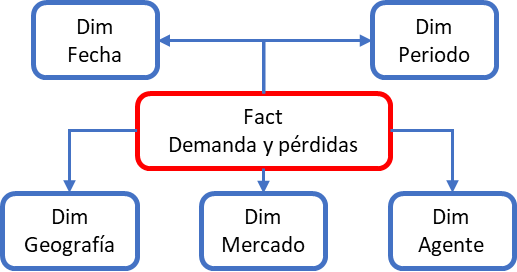 Dim
Fecha
Dim
Periodo
Fact
Demanda y pérdidas
Dim
Geografía
Dim
Mercado
Dim
Agente